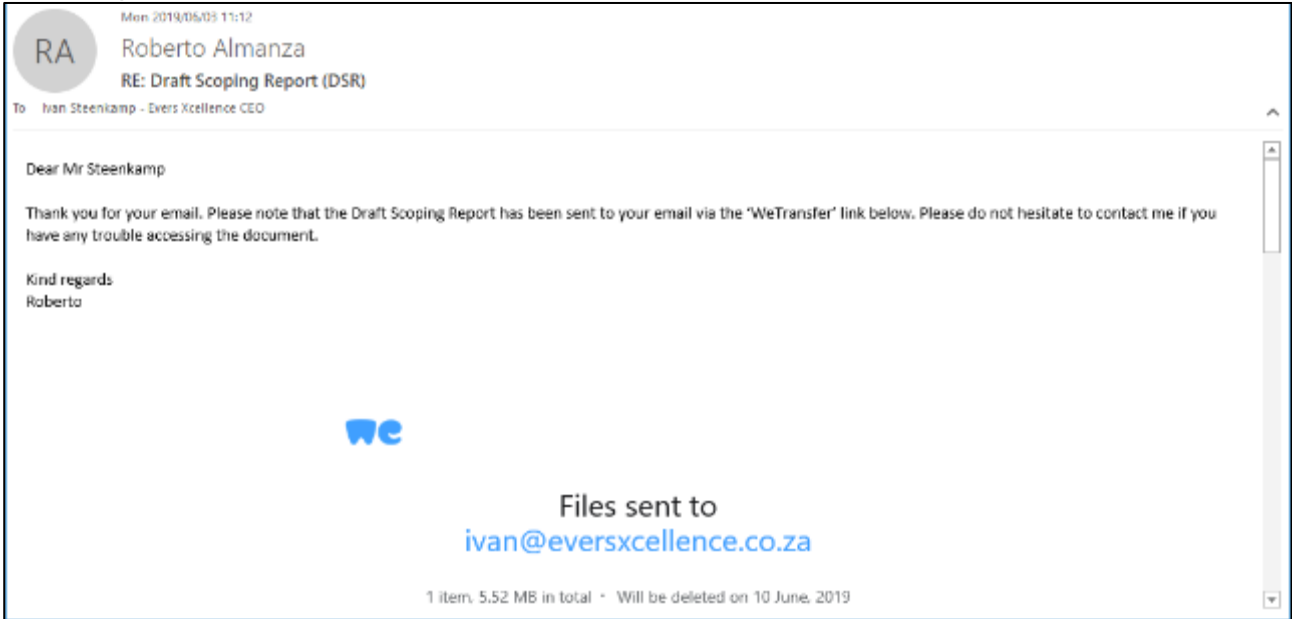 Mon 2019/06/03 11:12
RA
Roberto Almanza
RE: Draft Scoping Report (DSR)
To Ivan Steenkamp - Evers Xcellence CEO
Dear Mr Steenkamp
Thank you for your email. Please note that the Draft Scoping Report has been sent to your email via the ‘WeTransfer’ link below. Please do not hesitate to contact me if you
have any trouble accessing the document.
Kind regards
Roberto
we
Files sent to
ivan@eversxcellence.co.za
1 item, 5.52 MB in total · Will be deleted on 10 June, 2019